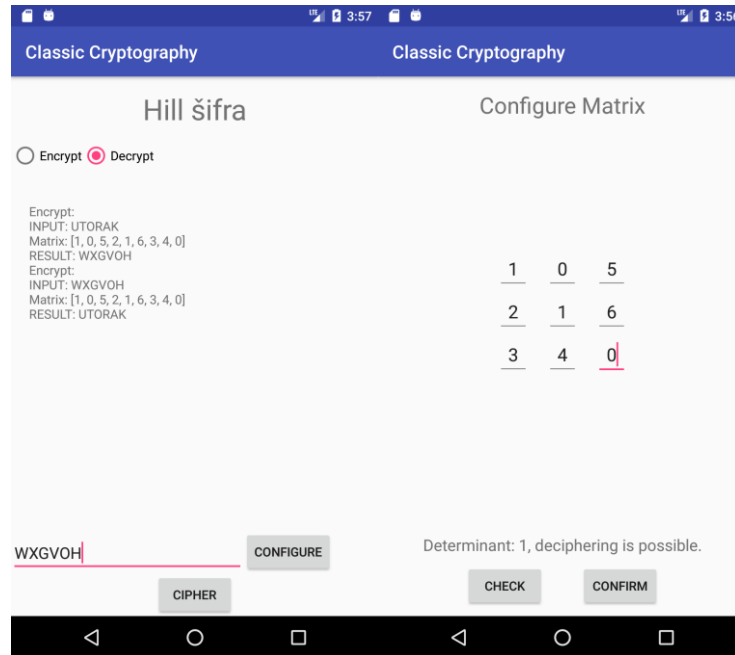 3:57
Classic Cryptography
Hill šifra
Encrypt
Decrypt
Encrypt:
INPUT: UTORAK
Matrix: [1, 0, 5, 2, 1, 6, 3, 4, 0]
RESULT: WXGVOH
Encrypt:
INPUT: WXGVOH
Matrix: [1, 0, 5, 2, 1, 6, 3, 4, 0]
RESULT: UTORAK
WXGVOH
CONFIGURE
CIPHER
Classic Cryptography
Configure Matrix
1 0 5
2 1 6
3 4 0
Determinant: 1, deciphering is possible.
CHECK
CONFIRM